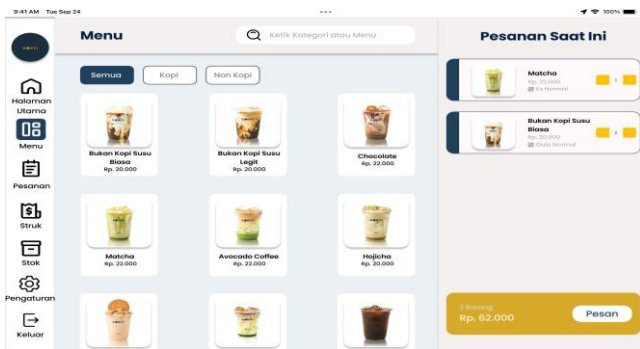 9:41 AM Tue Sep 24
100%
Menu
Ketik Kategori atau Menu
Pesanan Saat Ini
Semua
Kopi
Non Kopi
Halaman
Utama
Menu
Pesanan
Struk
Stok
Pengaturan
Keluar
Bukan Kopi Susu
Biasa
Rp. 20.000
Bukan Kopi Susu
Legit
Rp. 20.000
Chocolate
Rp. 22.000
Matcha
Rp. 22.000
Avocado Coffee
Rp. 22.000
Hojicha
Rp. 20.000
Matcha
Rp. 22.000
Es Normal
1
Bukan Kopi Susu
Biasa
Rp. 20.000
Gula Normal
Barang
Rp. 62.000
Pesan